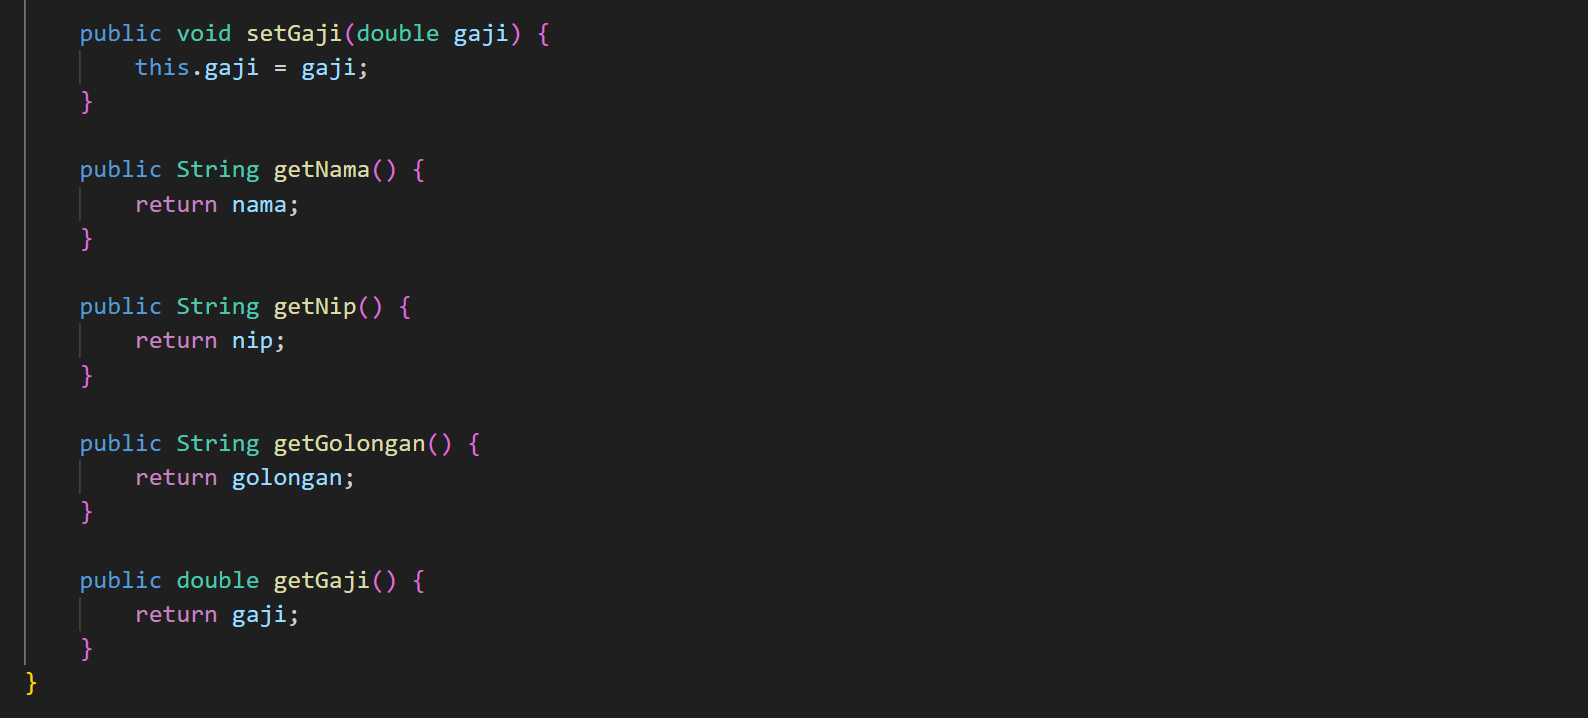 public void setGaji(double gaji) {
this.gaji = gaji;
}
public String getNama() {
return nama;
}
public String getNip() {
return nip;
}
public String getGolongan() {
return golongan;
}
public double getGaji() {
return gaji;
}
}